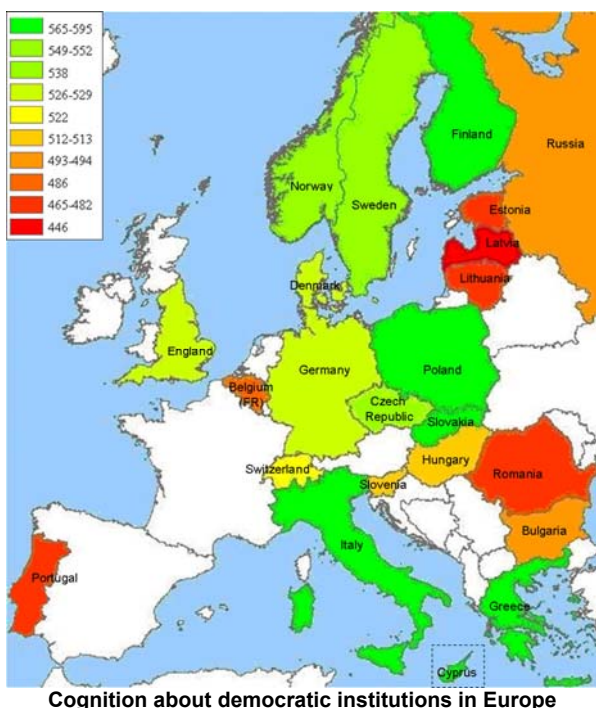 565-595
549-552
538
526-529
522
512-513
493-494
486
465-482
446
Finland
Russia
Norway
Sweden
Estonia
Latvia
Lithuania
Denmark
England
Germany
Poland
Belgium
(FR)
Czech
Republic
Slovakia
Switzerland
Hungary
Slovenia
Romania
Italy
Bulgaria
Portugal
Greece
Cyprus
Cognition about democratic institutions in Europe